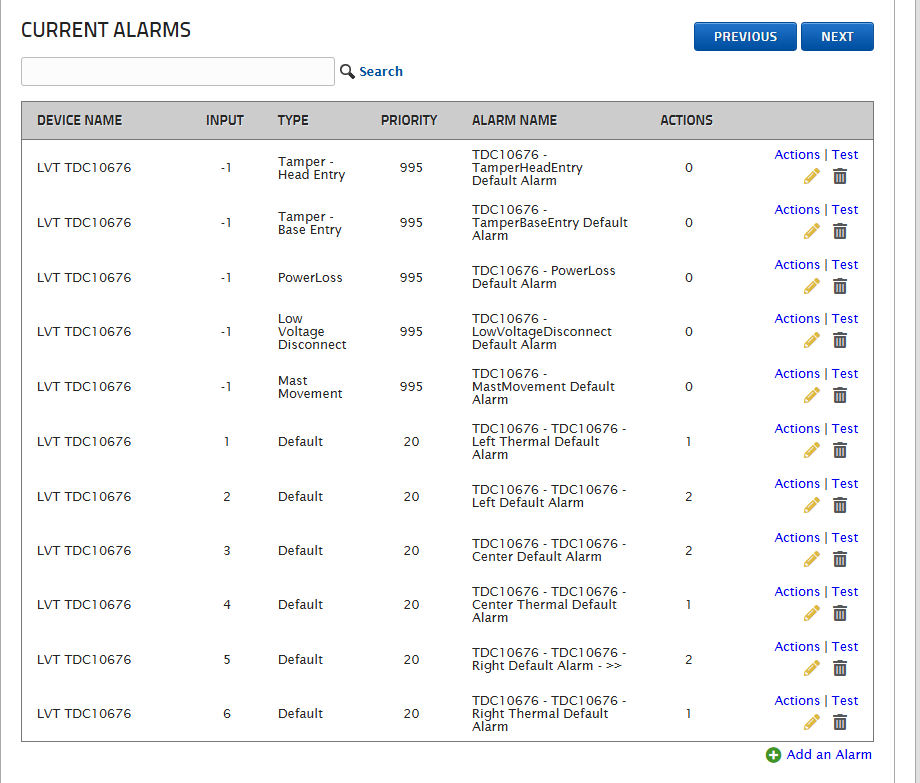 CURRENT ALARMS
PREVIOUS NEXT
Search
DEVICE NAME INPUT TYPE PRIORITY ALARM NAME ACTIONS
LVT TDC10676 -1 Tamper - Head Entry 995 TDC10676 - TamperHeadEntry Default Alarm 0 Actions | Test
LVT TDC10676 -1 Tamper - Base Entry 995 TDC10676 - TamperBaseEntry Default Alarm 0 Actions | Test
LVT TDC10676 -1 PowerLoss 995 TDC10676 - PowerLoss Default Alarm 0 Actions | Test
LVT TDC10676 -1 Low Voltage Disconnect 995 TDC10676 - LowVoltageDisconnect Default Alarm 0 Actions | Test
LVT TDC10676 -1 Mast Movement 995 TDC10676 - MastMovement Default Alarm 0 Actions | Test
LVT TDC10676 1 Default 20 TDC10676 - TDC10676 - Left Thermal Default Alarm 1 Actions | Test
LVT TDC10676 2 Default 20 TDC10676 - TDC10676 - Left Default Alarm 2 Actions | Test
LVT TDC10676 3 Default 20 TDC10676 - TDC10676 - Center Default Alarm 2 Actions | Test
LVT TDC10676 4 Default 20 TDC10676 - TDC10676 - Center Thermal Default Alarm 1 Actions | Test
LVT TDC10676 5 Default 20 TDC10676 - TDC10676 - Right Default Alarm - >> 2 Actions | Test
LVT TDC10676 6 Default 20 TDC10676 - TDC10676 - Right Thermal Default Alarm 1 Actions | Test
Add an Alarm